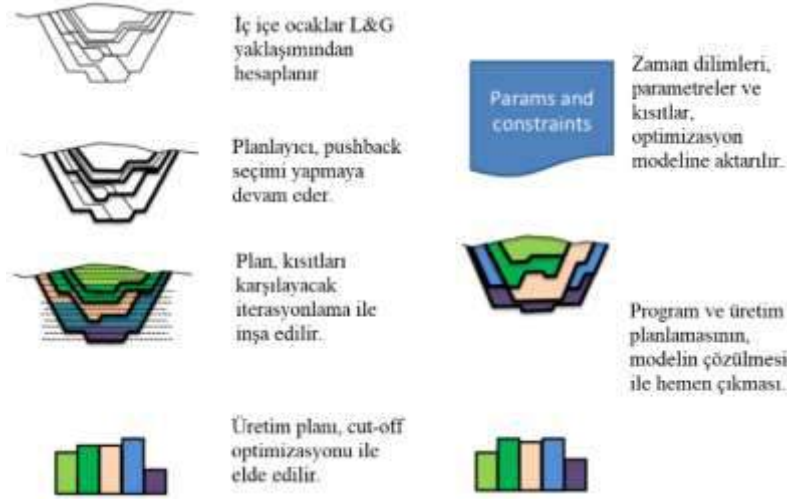 İç içe ocaklar L&G
yaklaşımından
hesaplanır
Planlayıcı, pushback
seçimi yapmaya
devam eder.
Plan, kısıtları
karşılayacak
iterasyonlama ile
inşa edilir.
Üretim planı, cut-off
optimizasyonu ile
elde edilir.
Params and
constraints
Zaman dilimleri,
parametreler ve
kısıtlar,
optimizasyon
modeline aktarılır.
Program ve üretim
planlamasının,
modelin çözülmesi
ile hemen çıkması.